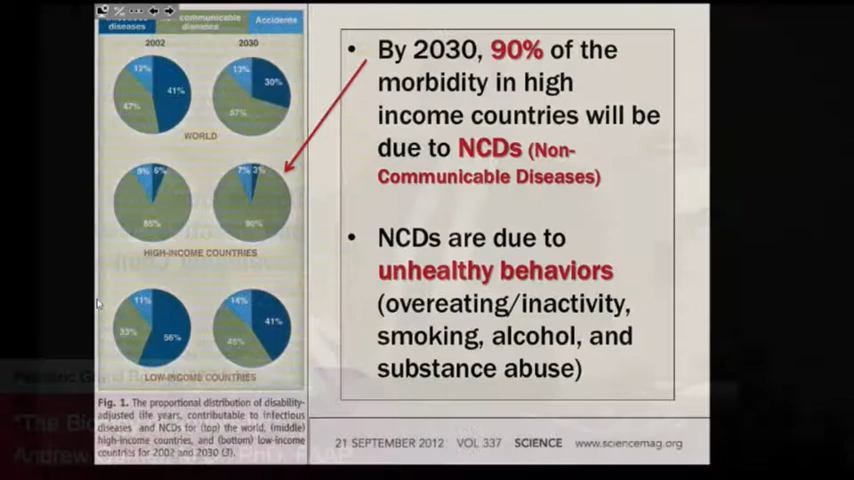 diseases
communicable
diseases
Accidents
2002
2030
12%
41%
47%
13%
30%
57%
WORLD
9%
6%
85%
7%
3%
90%
HIGH-INCOME COUNTRIES
11%
56%
33%
14%
41%
45%
LOW-INCOME COUNTRIES
Fig. 1. The proportional distribution of disability-
adjusted life years, contributable to infectious
diseases and NCDs for (top) the world, (middle)
high-income countries, and (bottom) low-income
countries for 2002 and 2030 (3).
• By 2030, 90% of the
morbidity in high
income countries will be
due to NCDs (Non-
Communicable Diseases)
• NCDs are due to
unhealthy behaviors
(overeating/inactivity,
smoking, alcohol, and
substance abuse)
21 SEPTEMBER 2012 VOL 337 SCIENCE www.sciencemag.org
"The
Andrew